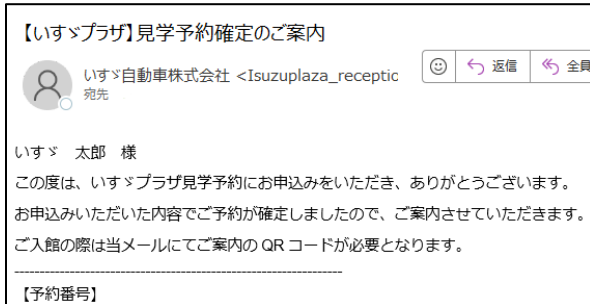 【いすゞプラザ】見学予約確定のご案内
いすゞ自動車株式会社 <Isuzuplaza_receptic
返信
全員
宛先
いすゞ 太郎 様
この度は、いすゞプラザ見学予約にお申込みをいただき、ありがとうございます。
お申込みいただいた内容でご予約が確定しましたので、ご案内させていただきます。
ご入館の際は当メールにてご案内の QR コードが必要となります。
----------------------------------------------------------------
【予約番号】